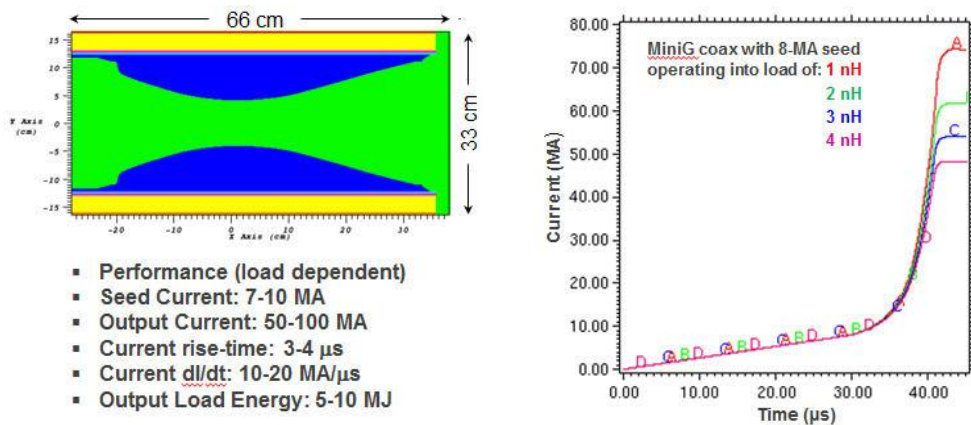 66 cm
33 cm
15
10
5
0
-5
-10
-15
Y Axis
(cm)
-20
-10
0
10
20
30
X Axis (cm)
▪ Performance (load dependent)
▪ Seed Current: 7-10 MA
▪ Output Current: 50-100 MA
▪ Current rise-time: 3-4 μs
▪ Current dI/dt: 10-20 MA/μs
▪ Output Load Energy: 5-10 MJ
80.00
70.00
60.00
50.00
40.00
30.00
20.00
10.00
0.00
Current (MA)
MiniG coax with 8-MA seed
operating into load of: 1 nH
2 nH
3 nH
4 nH
A
C
D
B
C
A
D
C A B D
C A B D
C A B D
C A B D
0.00 10.00 20.00 30.00 40.00
Time (μs)